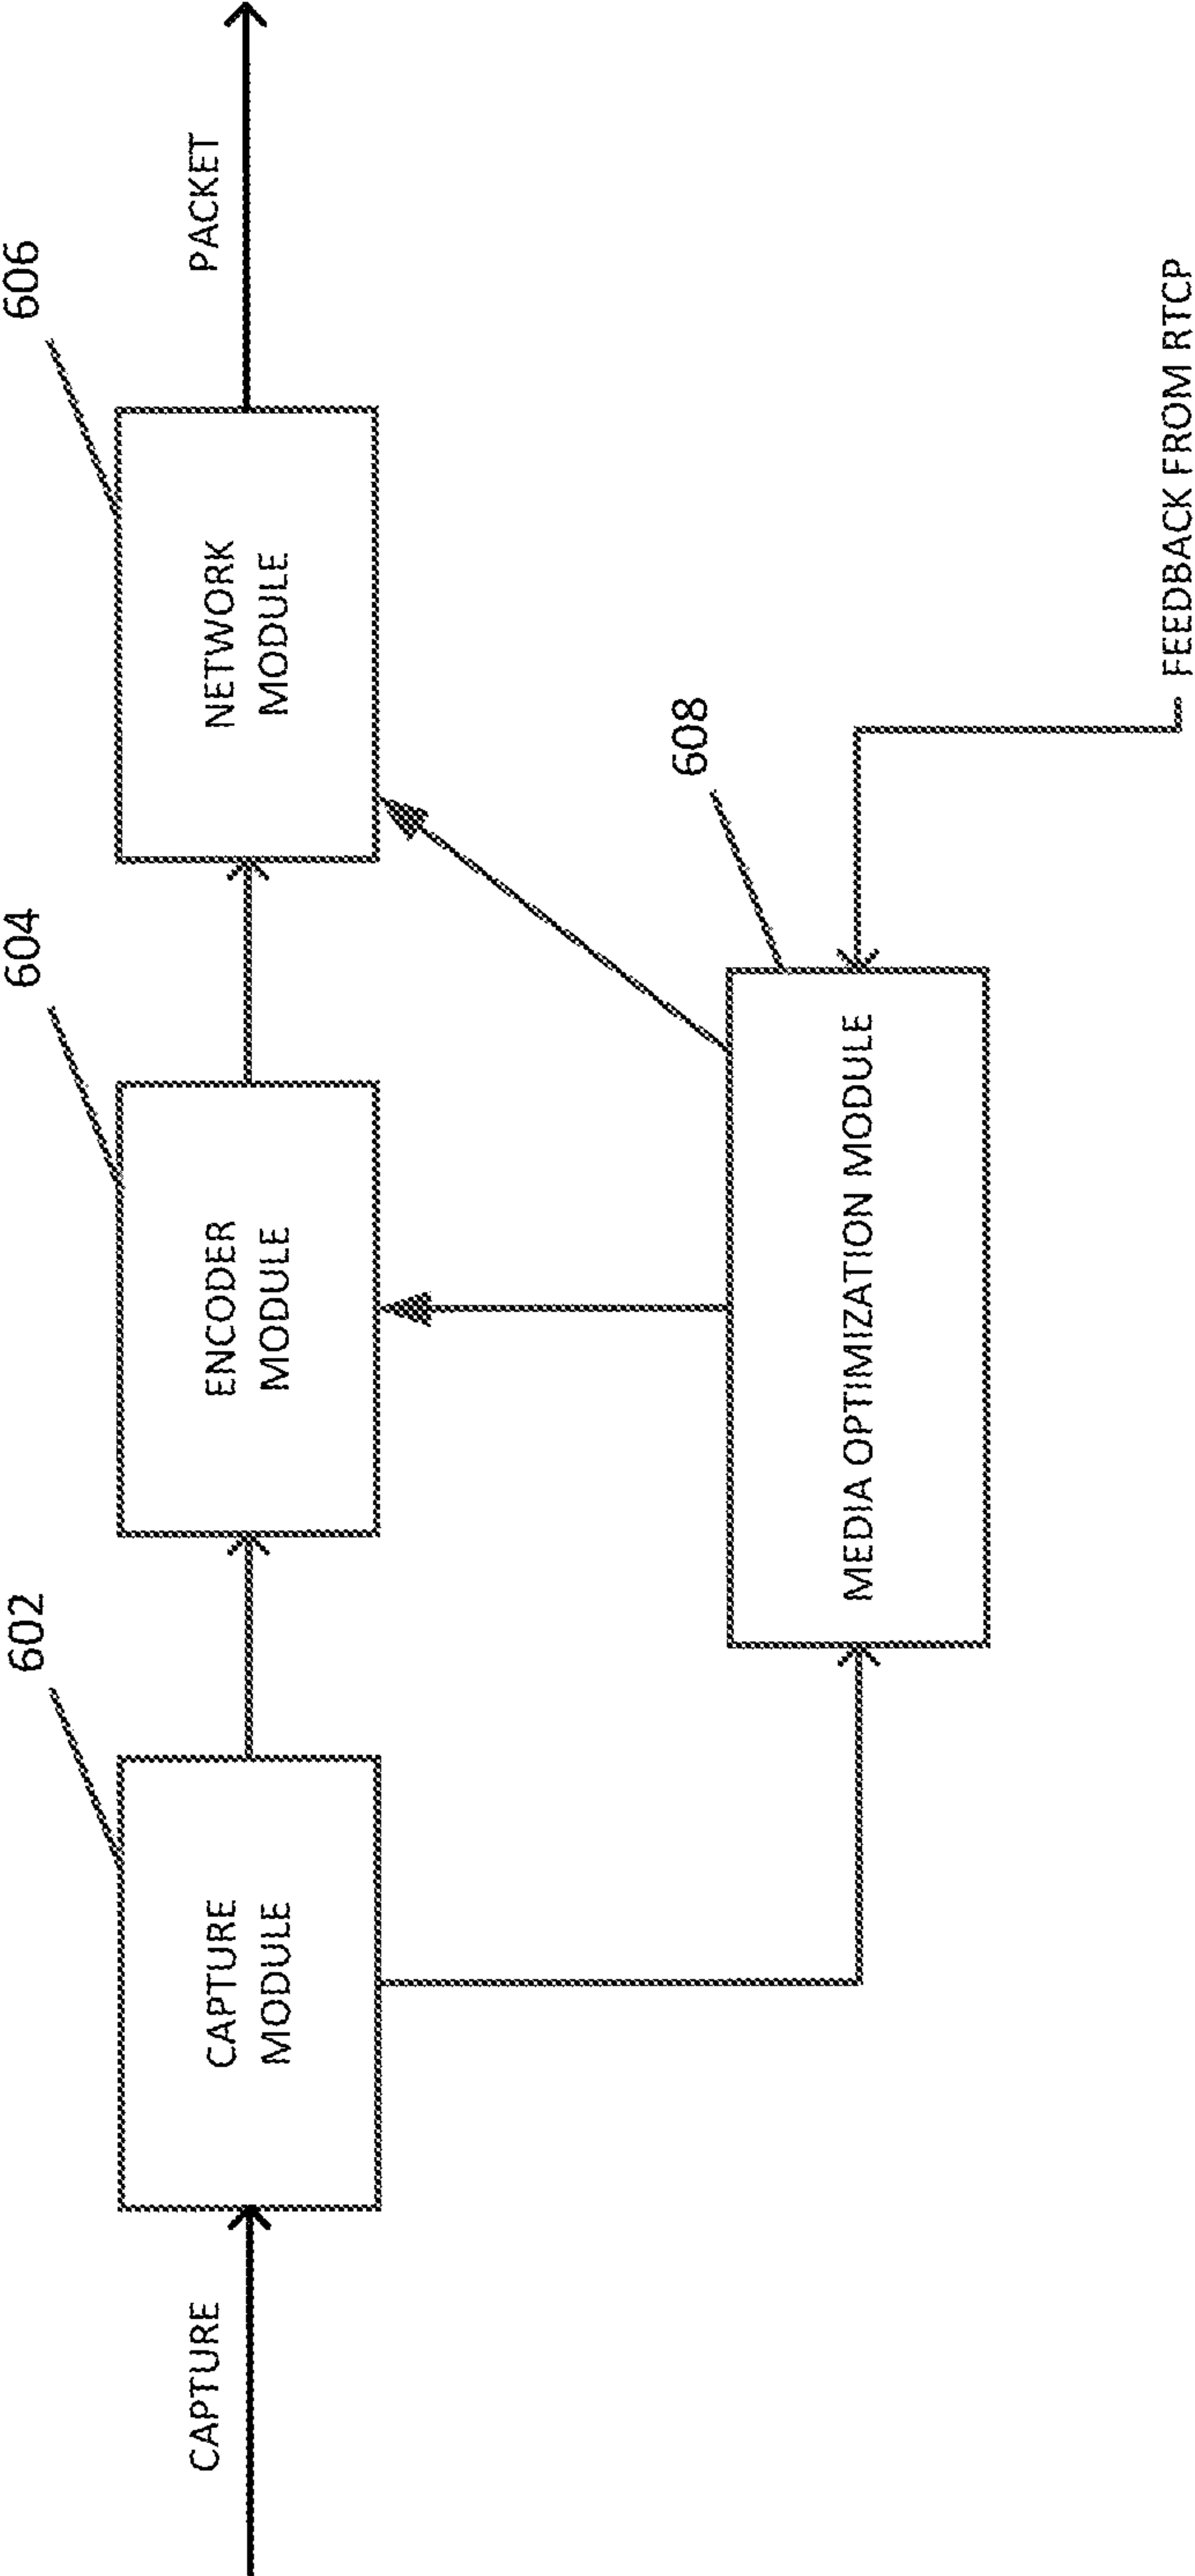 602
604
606
CAPTURE
CAPTURE
MODULE
ENCODER
MODULE
NETWORK
MODULE
PACKET
608
MEDIA OPTIMIZATION MODULE
FEEDBACK FROM RTCP